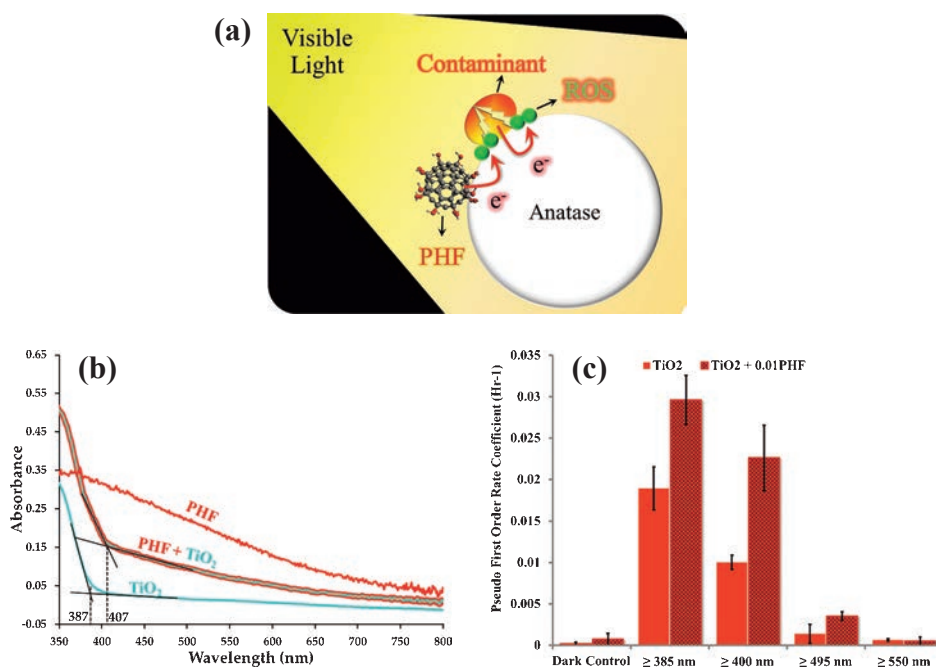 (a)
Visible
Light
Contaminant
ROS
e⁻
e⁻
Anatase
PHF
(b)
0.65
0.55
0.45
0.35
0.25
0.15
0.05
-0.05
Absorbance
PHF
PHF + TiO₂
TiO₂
387
407
350 400 450 500 550 600 650 700 750 800
Wavelength (nm)
(c)
TiO2 TiO2 + 0.01PHF
Pseudo First Order Rate Coefficient (Hr-1)
0.035
0.03
0.025
0.02
0.015
0.01
0.005
0
Dark Control ≥ 385 nm ≥ 400 nm ≥ 495 nm ≥ 550 nm